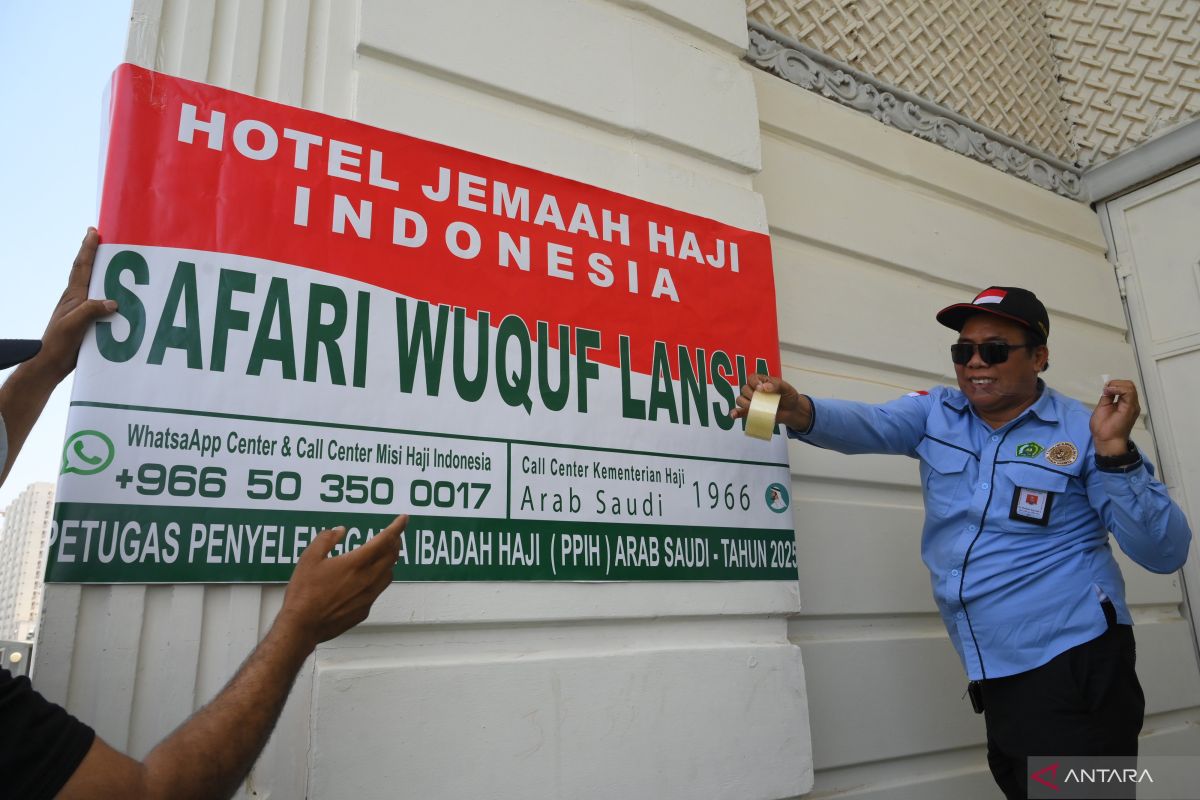 HOTEL JEMAAH HAJI
INDONESIA
SAFARI WUQUF LANSIA
WhatsaApp Center & Call Center Misi Haji Indonesia
+966 50 350 0017
Call Center Kementerian Haji
Arab Saudi 1966
PETUGAS PENYELENGGARA IBADAH HAJI ( PPIH ) ARAB SAUDI - TAHUN 2025
ANTARA